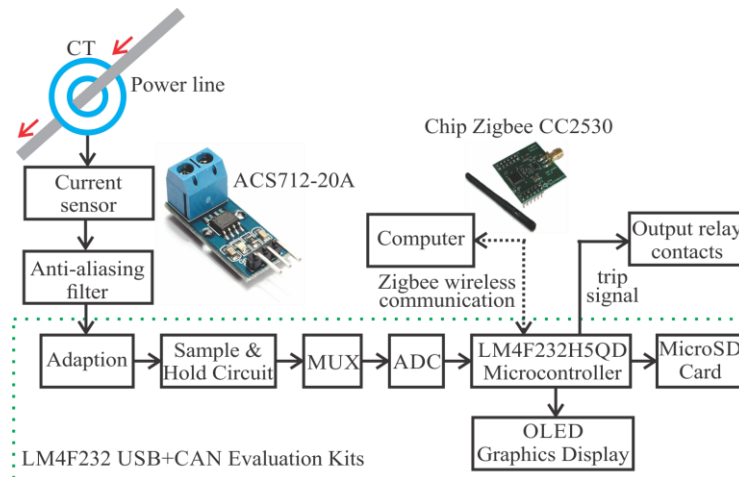 CT
Power line
Chip Zigbee CC2530
Current
sensor
ACS712-20A
Computer
Output relay
contacts
Anti-aliasing
filter
Zigbee wireless
communication
trip
signal
Adaption
Sample &
Hold Circuit
MUX
ADC
LM4F232H5QD
Microcontroller
MicroSD
Card
OLED
Graphics Display
LM4F232 USB+CAN Evaluation Kits